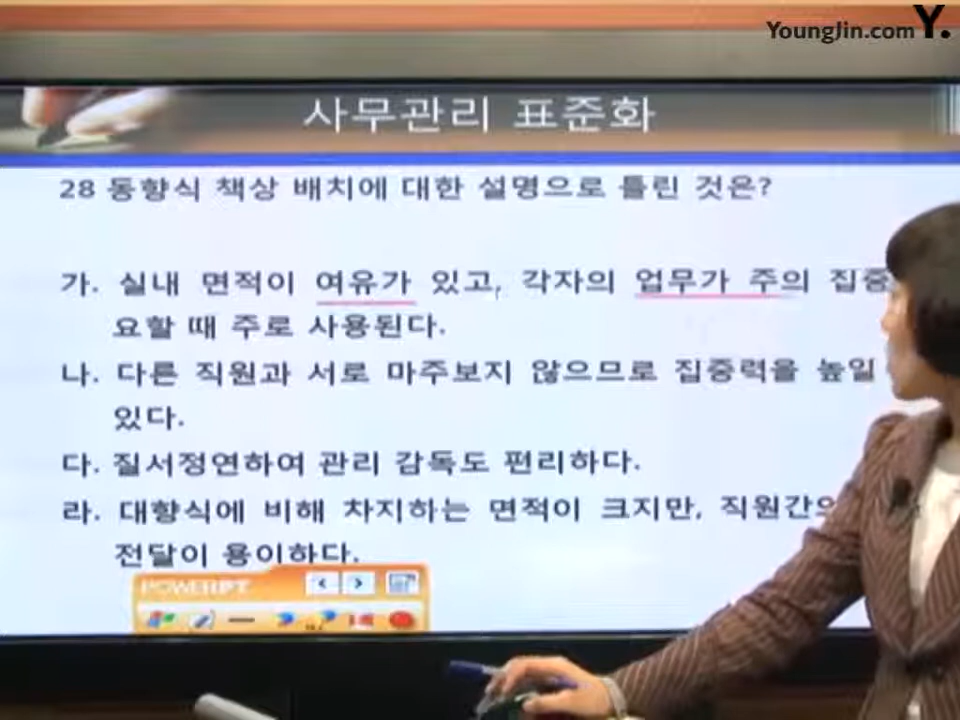 YoungJin.com Y.
사무관리 표준화
28 동향식 책상 배치에 대한 설명으로 틀린 것은?
가. 실내 면적이 여유가 있고, 각자의 업무가 주의 집중
요할 때 주로 사용된다.
나. 다른 직원과 서로 마주보지 않으므로 집중력을 높일
있다.
다. 질서정연하여 관리 감독도 편리하다.
라. 대향식에 비해 차지하는 면적이 크지만, 직원간의
전달이 용이하다.